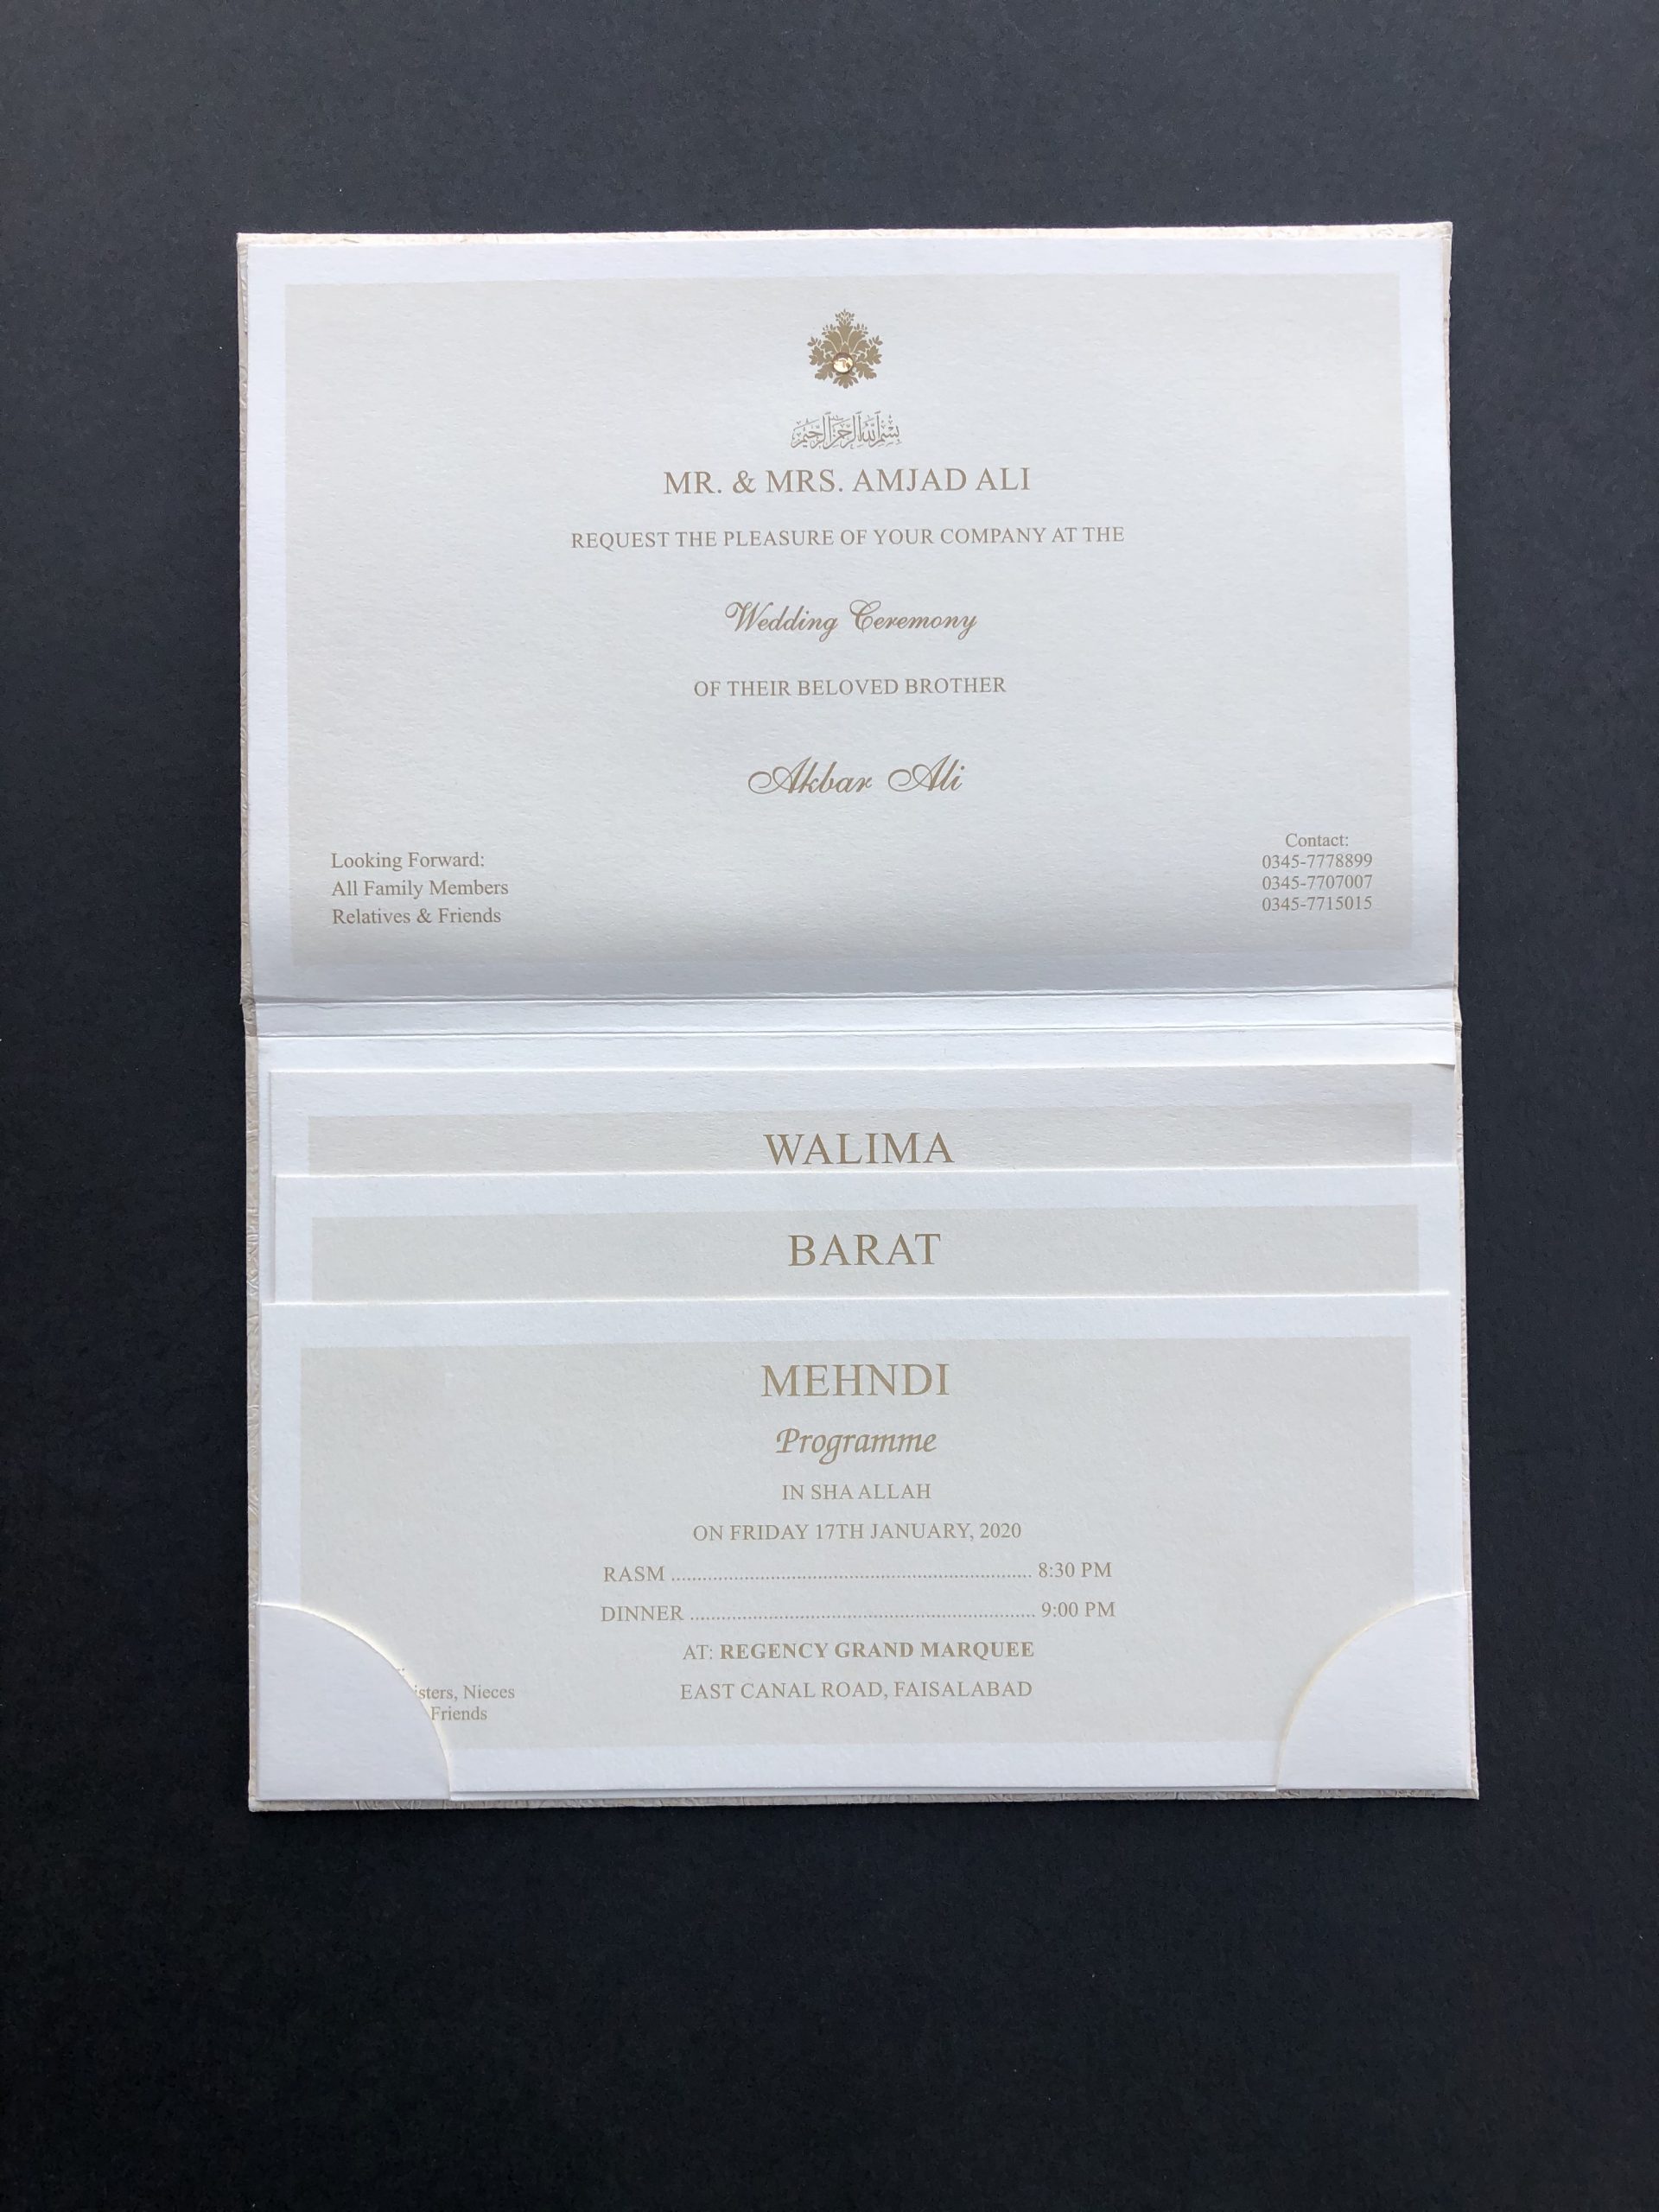 بسم الله الرحمن الرحيم
MR. & MRS. AMJAD ALI
REQUEST THE PLEASURE OF YOUR COMPANY AT THE
Wedding Ceremony
OF THEIR BELOVED BROTHER
Akbar Ali
Looking Forward:
All Family Members
Relatives & Friends
Contact:
0345-7778899
0345-7707007
0345-7715015
WALIMA
BARAT
MEHNDI
Programme
IN SHA ALLAH
ON FRIDAY 17TH JANUARY, 2020
RASM ........................................................................ 8:30 PM
DINNER ..................................................................... 9:00 PM
AT: REGENCY GRAND MARQUEE
EAST CANAL ROAD, FAISALABAD
isters, Nieces
Friends